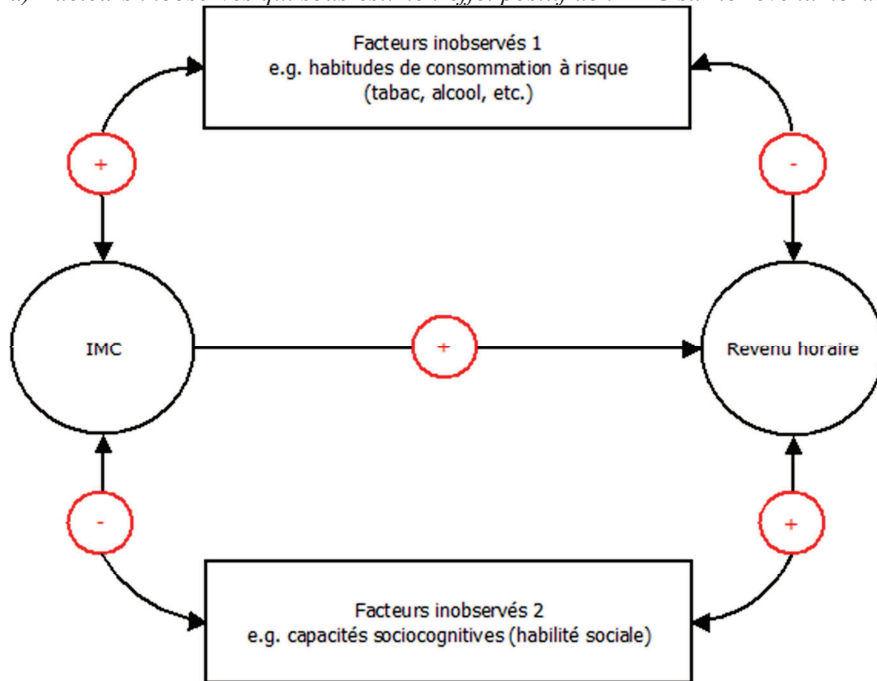 Facteurs inobservés 1
e.g. habitudes de consommation à risque
(tabac, alcool, etc.)
+
-
IMC
+
Revenu horaire
-
+
Facteurs inobservés 2
e.g. capacités sociocognitives (habilité sociale)